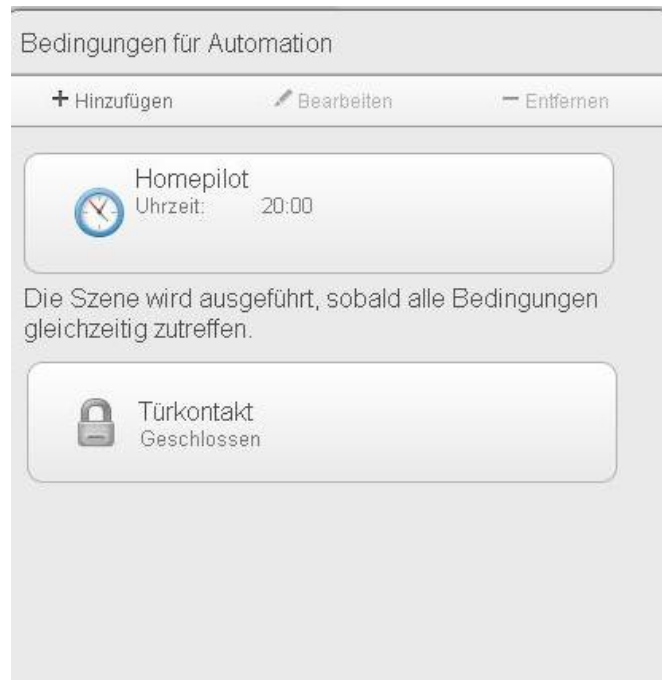 Bedingungen für Automation
+ Hinzufügen Bearbeiten − Entfernen
Homepilot
Uhrzeit: 20:00
Die Szene wird ausgeführt, sobald alle Bedingungen
gleichzeitig zutreffen.
Türkontakt
Geschlossen